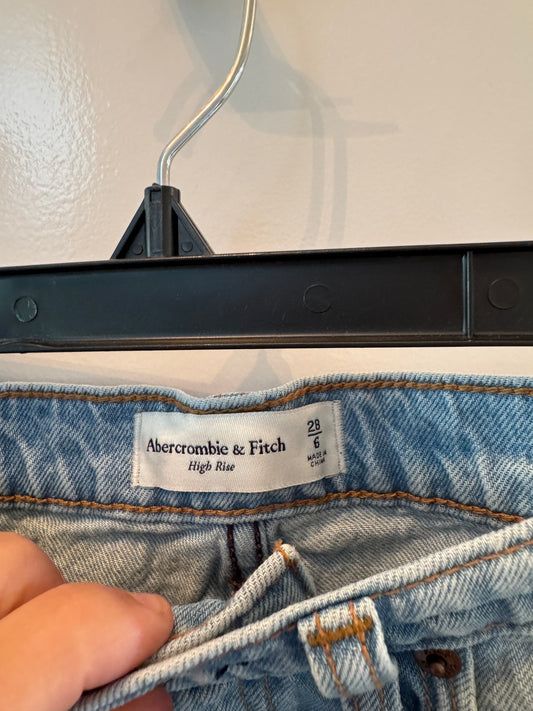 Abercrombie & Fitch
High Rise
28
6
MADE IN
CHINA